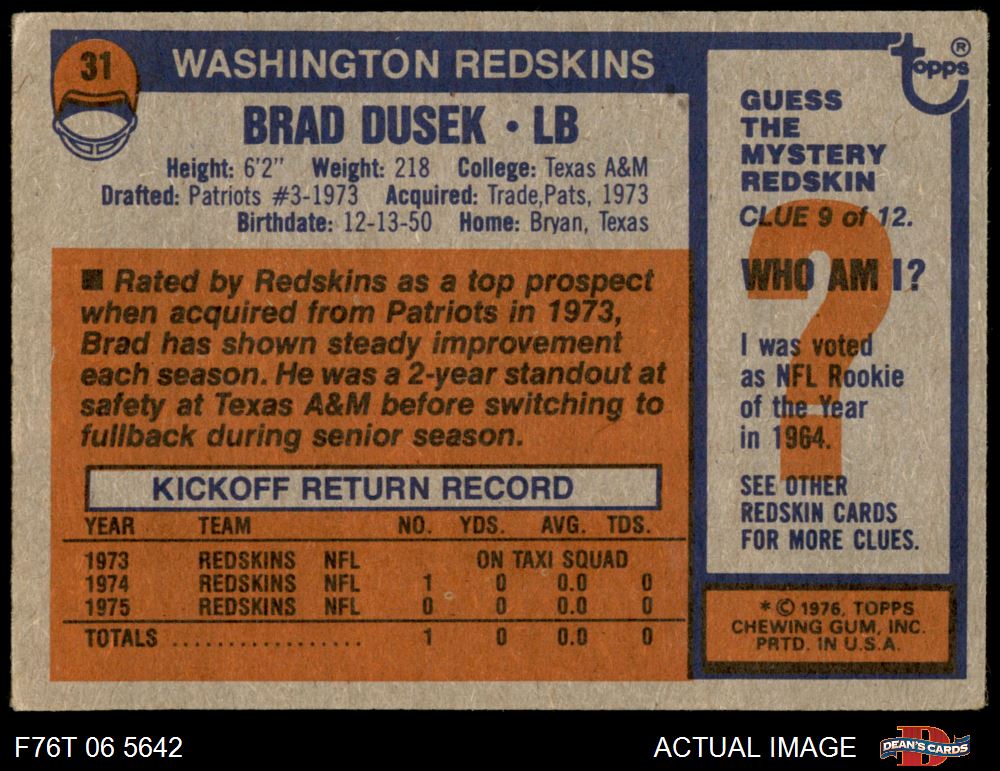 31
WASHINGTON REDSKINS
BRAD DUSEK • LB
Height: 6'2" Weight: 218 College: Texas A&M
Drafted: Patriots #3-1973 Acquired: Trade,Pats, 1973
Birthdate: 12-13-50 Home: Bryan, Texas
■ Rated by Redskins as a top prospect
when acquired from Patriots in 1973,
Brad has shown steady improvement
each season. He was a 2-year standout at
safety at Texas A&M before switching to
fullback during senior season.
KICKOFF RETURN RECORD
YEAR TEAM NO. YDS. AVG. TDS.
1973 REDSKINS NFL ON TAXI SQUAD
1974 REDSKINS NFL 1 0 0.0 0
1975 REDSKINS NFL 0 0 0.0 0
TOTALS ................. 1 0 0.0 0
Topps ®
GUESS
THE
MYSTERY
REDSKIN
CLUE 9 of 12.
?
WHO AM I?
I was voted
as NFL Rookie
of the Year
in 1964.
SEE OTHER
REDSKIN CARDS
FOR MORE CLUES.
* © 1976, TOPPS
CHEWING GUM, INC.
PRTD. IN U.S.A.
F76T 06 5642
ACTUAL IMAGE
D
DEAN'S CARDS